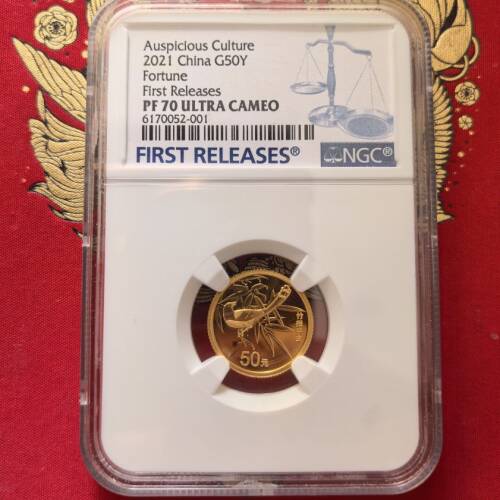 Auspicious Culture
2021 China G50Y
Fortune
First Releases
PF 70 ULTRA CAMEO
6170052-001
FIRST RELEASES®
NGC®
50元